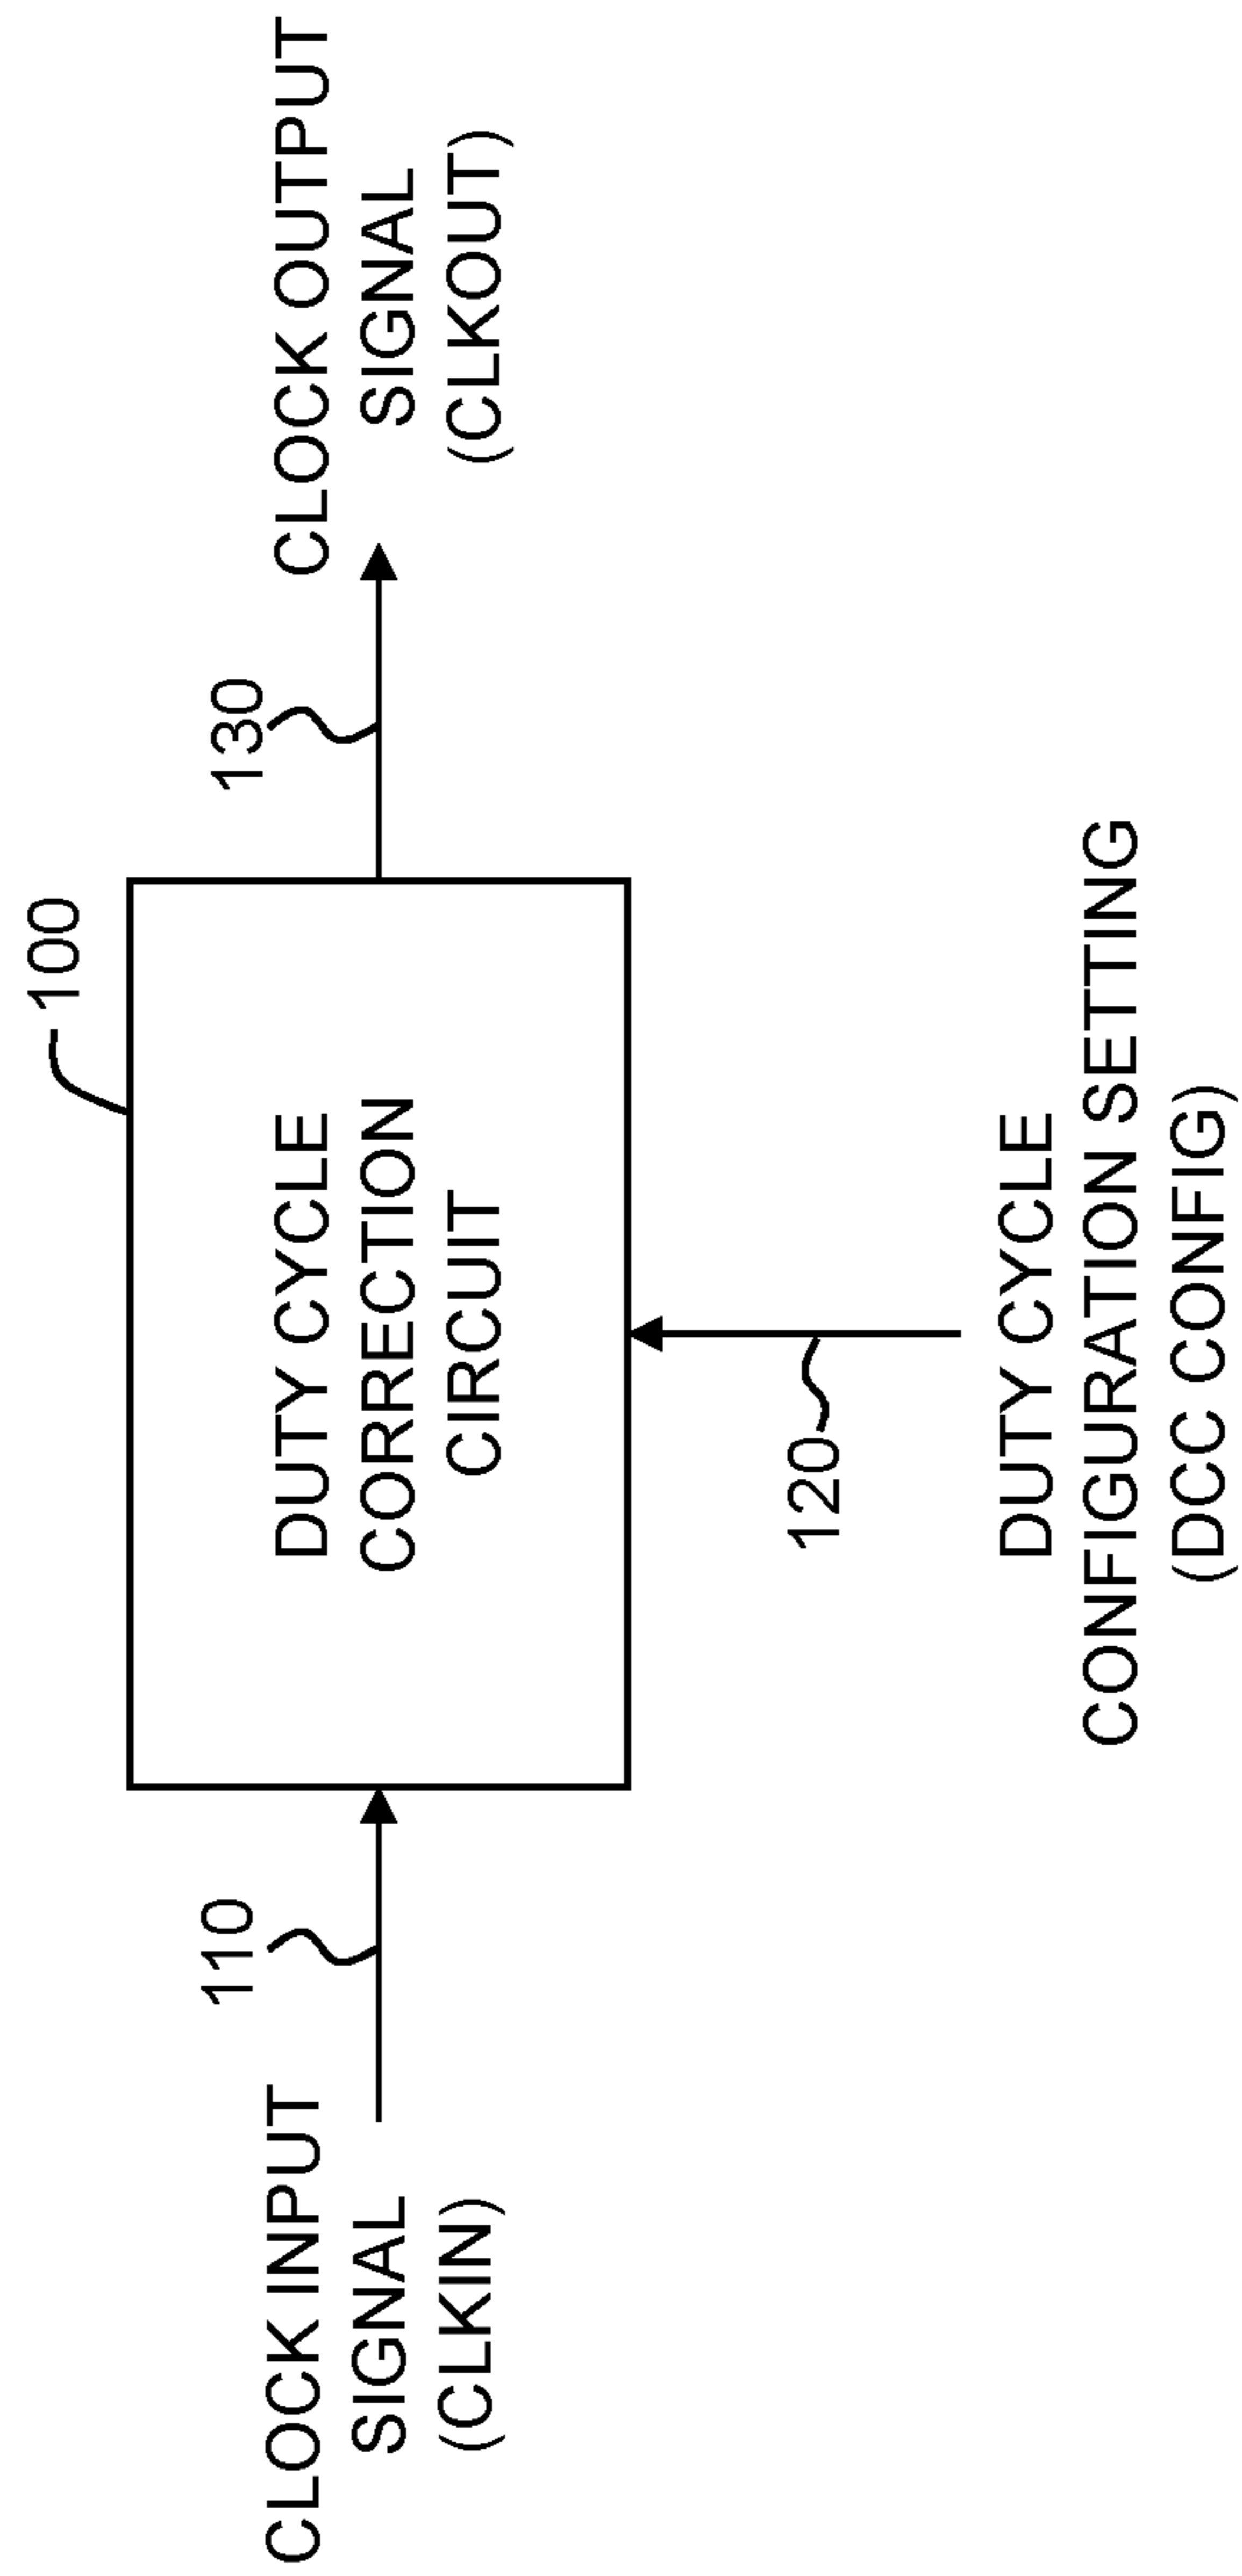 100
CLOCK INPUT
SIGNAL
(CLKIN)
110
DUTY CYCLE
CORRECTION
CIRCUIT
130
CLOCK OUTPUT
SIGNAL
(CLKOUT)
120
DUTY CYCLE
CONFIGURATION SETTING
(DCC CONFIG)